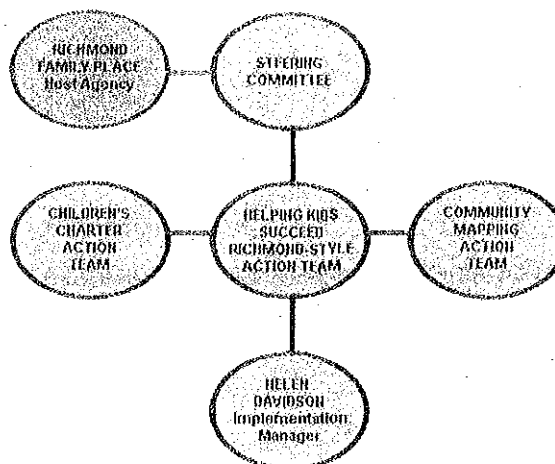 RICHMOND
FAMILY PLACE
Host Agency
STEERING
COMMITTEE
CHILDREN'S
CHARTER
ACTION
TEAM
HELPING KIDS
SUCCEED
RICHMOND-STYLE
ACTION TEAM
COMMUNITY
MAPPING
ACTION
TEAM
HELEN
DAVIDSON
Implementation
Manager